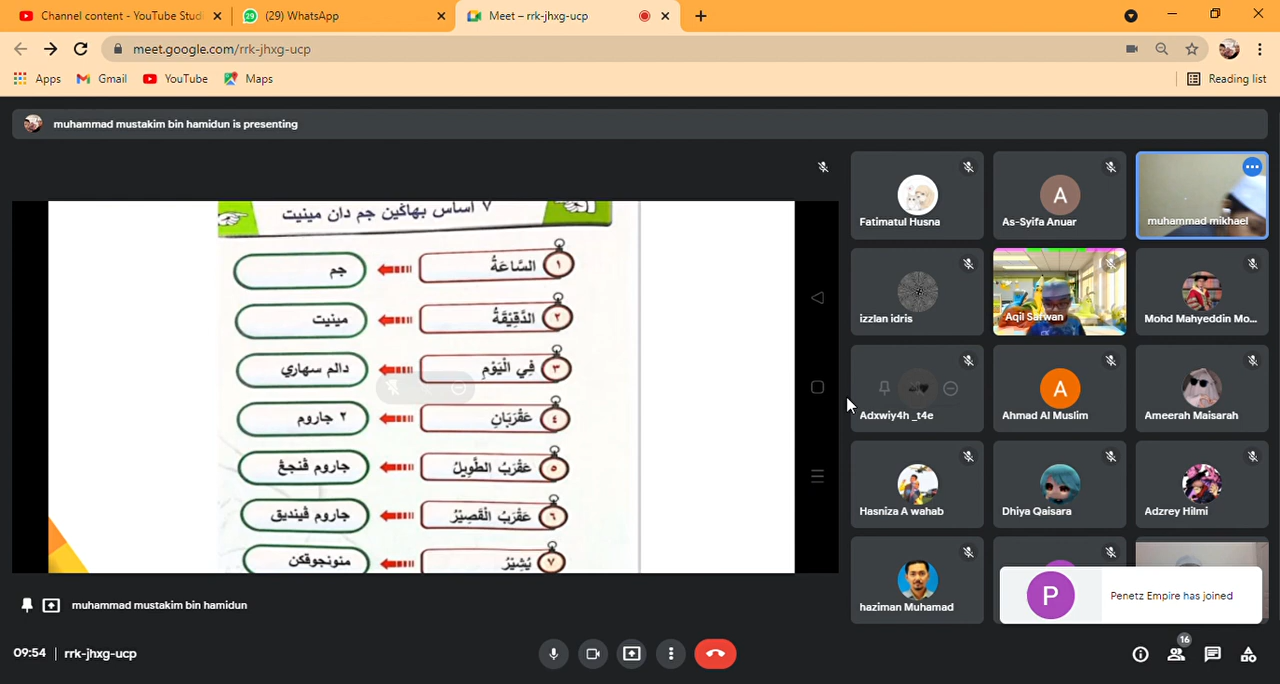 Channel content - YouTube Studi
(29) WhatsApp
Meet – rrk-jhxg-ucp
meet.google.com/rrk-jhxg-ucp
Apps
Gmail
YouTube
Maps
Reading list
muhammad mustakim bin hamidun is presenting
٧ اساس بهاڬين جم دان مينيت
١ السَّاعَةُ
جم
٢ الدَّقِيْقَةُ
مينيت
٣ فِي الْيَوْمِ
دالم سهاري
٤ عَقْرَبَانِ
٢ جاروم
٥ عَقْرَبُ الطَّوِيلُ
جاروم ڤنجڠ
٦ عَقْرَبُ الْقَصِيْرُ
جاروم ڤينديق
٧ يُشِيْرُ
منونجوقكن
Fatimatul Husna
As-Syifa Anuar
A
muhammad mikhael
izzlan idris
Aqil Safwan
Mohd Mahyeddin Mo...
Adxwiy4h _t4e
Ahmad Al Muslim
A
Ameerah Maisarah
Hasniza A wahab
Dhiya Qaisara
Adzrey Hilmi
haziman Muhamad
P
Penetz Empire has joined
muhammad mustakim bin hamidun
09:54 | rrk-jhxg-ucp
16